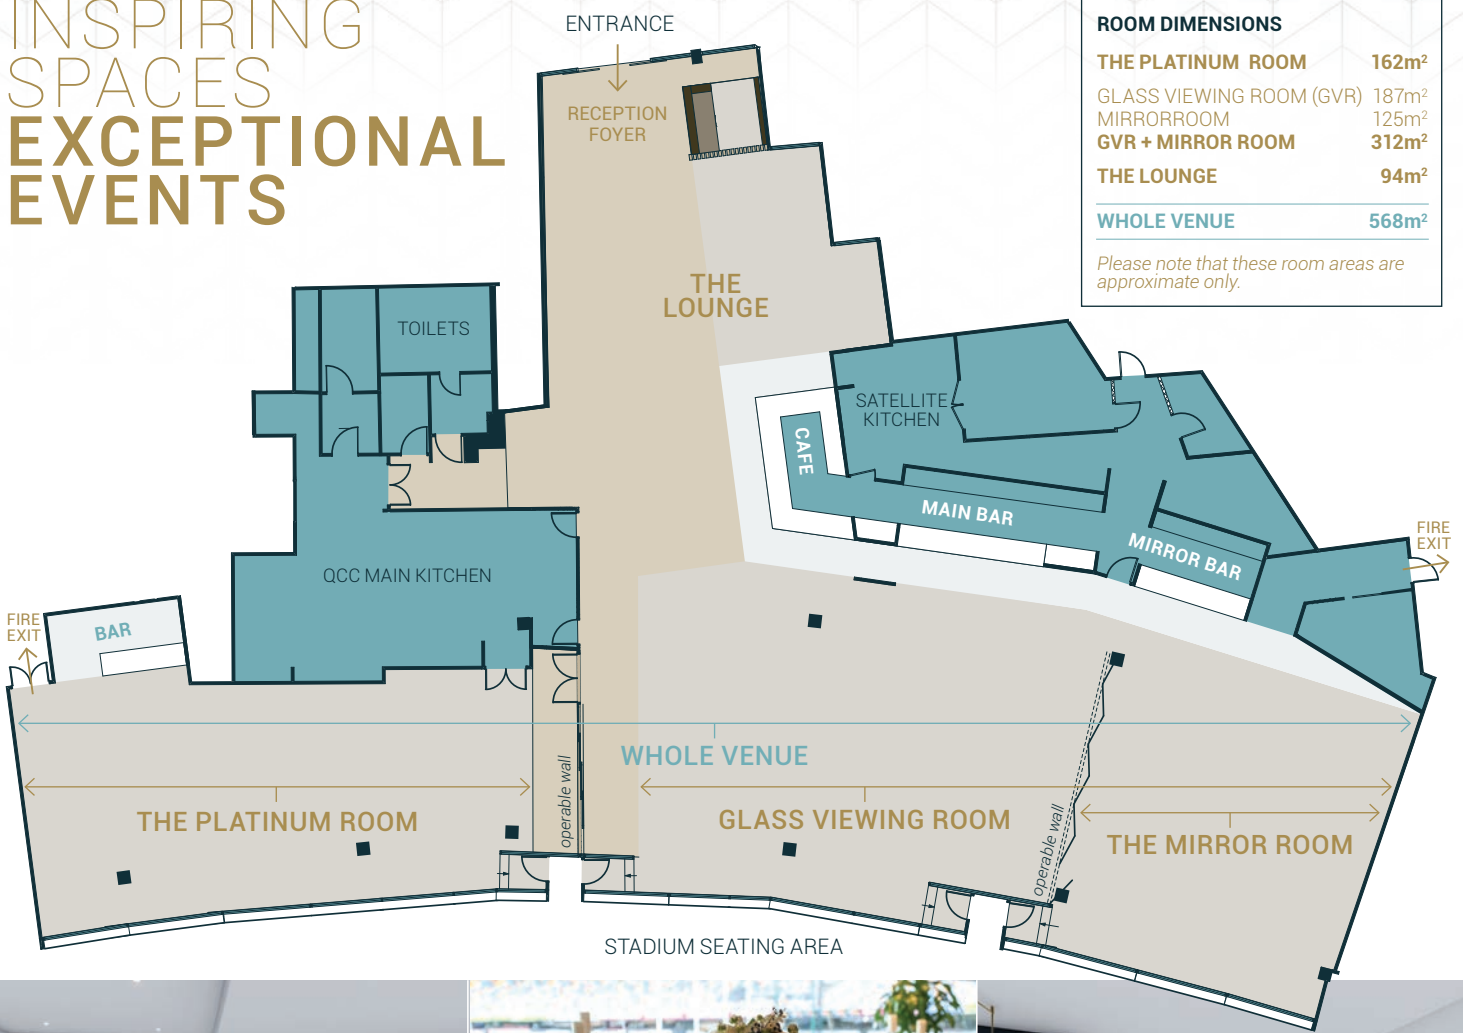 INSPIRING
SPACES
EXCEPTIONAL
EVENTS
ENTRANCE
RECEPTION
FOYER
ROOM DIMENSIONS
THE PLATINUM ROOM 162m²
GLASS VIEWING ROOM (GVR) 187m²
MIRRORROOM 125m²
GVR + MIRROR ROOM 312m²
THE LOUNGE 94m²
WHOLE VENUE 568m²
Please note that these room areas are
approximate only.
THE
LOUNGE
TOILETS
SATELLITE
KITCHEN
CAFE
MAIN BAR
MIRROR BAR
FIRE
EXIT
QCC MAIN KITCHEN
FIRE
EXIT
BAR
WHOLE VENUE
operable wall
THE PLATINUM ROOM
GLASS VIEWING ROOM
operable wall
THE MIRROR ROOM
STADIUM SEATING AREA